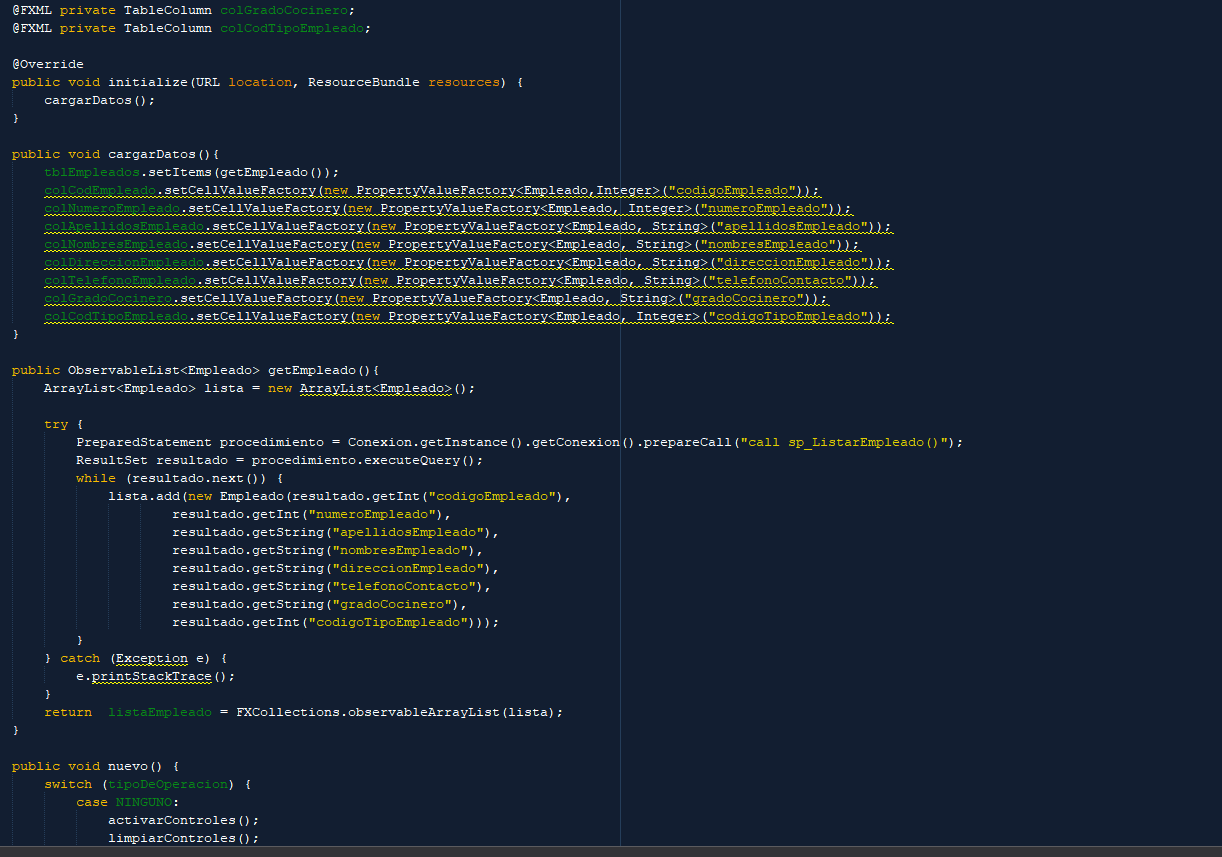 @FXML private TableColumn colGradoCocinero;
@FXML private TableColumn colCodTipoEmpleado;
@Override
public void initialize(URL location, ResourceBundle resources) {
cargarDatos();
}
public void cargarDatos(){
tblEmpleados.setItems(getEmpleado());
colCodEmpleado.setCellValueFactory(new PropertyValueFactory<Empleado,Integer>("codigoEmpleado"));
colNumeroEmpleado.setCellValueFactory(new PropertyValueFactory<Empleado, Integer>("numeroEmpleado"));
colApellidosEmpleado.setCellValueFactory(new PropertyValueFactory<Empleado, String>("apellidosEmpleado"));
colNombresEmpleado.setCellValueFactory(new PropertyValueFactory<Empleado, String>("nombresEmpleado"));
colDireccionEmpleado.setCellValueFactory(new PropertyValueFactory<Empleado, String>("direccionEmpleado"));
colTelefonoEmpleado.setCellValueFactory(new PropertyValueFactory<Empleado, String>("telefonoContacto"));
colGradoCocinero.setCellValueFactory(new PropertyValueFactory<Empleado, String>("gradoCocinero"));
colCodTipoEmpleado.setCellValueFactory(new PropertyValueFactory<Empleado, Integer>("codigoTipoEmpleado"));
}
public ObservableList<Empleado> getEmpleado(){
ArrayList<Empleado> lista = new ArrayList<Empleado>();
try {
PreparedStatement procedimiento = Conexion.getInstance().getConexion().prepareCall("call sp_ListarEmpleado()");
ResultSet resultado = procedimiento.executeQuery();
while (resultado.next()) {
lista.add(new Empleado(resultado.getInt("codigoEmpleado"),
resultado.getInt("numeroEmpleado"),
resultado.getString("apellidosEmpleado"),
resultado.getString("nombresEmpleado"),
resultado.getString("direccionEmpleado"),
resultado.getString("telefonoContacto"),
resultado.getString("gradoCocinero"),
resultado.getInt("codigoTipoEmpleado")));
}
} catch (Exception e) {
e.printStackTrace();
}
return  listaEmpleado = FXCollections.observableArrayList(lista);
}
public void nuevo() {
switch (tipoDeOperacion) {
case NINGUNO:
activarControles();
limpiarControles();